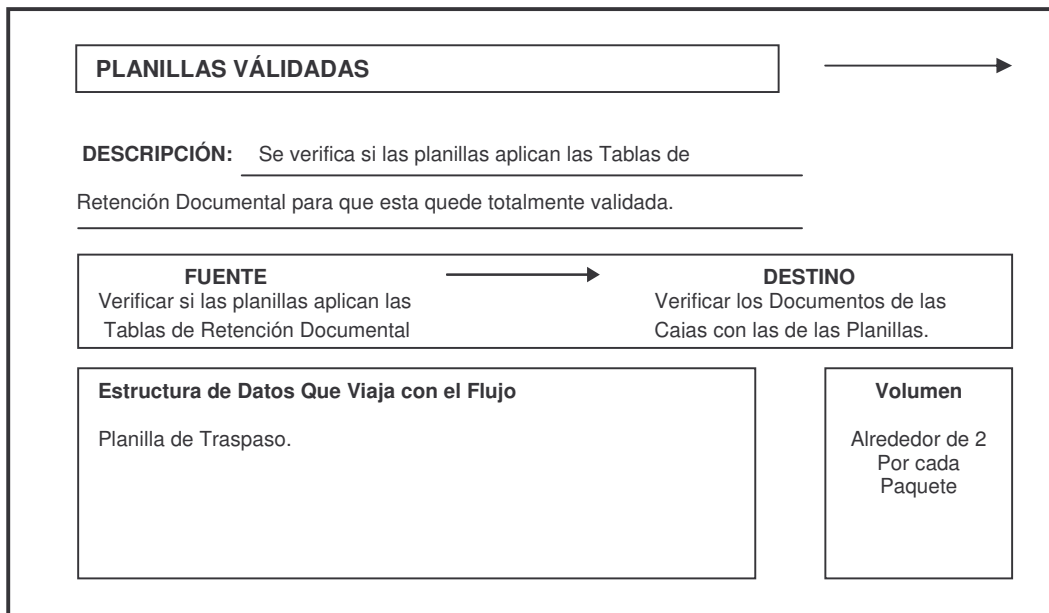 PLANILLAS VÁLIDADAS
DESCRIPCIÓN: Se verifica si las planillas aplican las Tablas de
Retención Documental para que esta quede totalmente validada.
FUENTE
Verificar si las planillas aplican las
Tablas de Retención Documental
DESTINO
Verificar los Documentos de las
Cajas con las de las Planillas.
Estructura de Datos Que Viaja con el Flujo
Planilla de Traspaso.
Volumen
Alrededor de 2
Por cada
Paquete